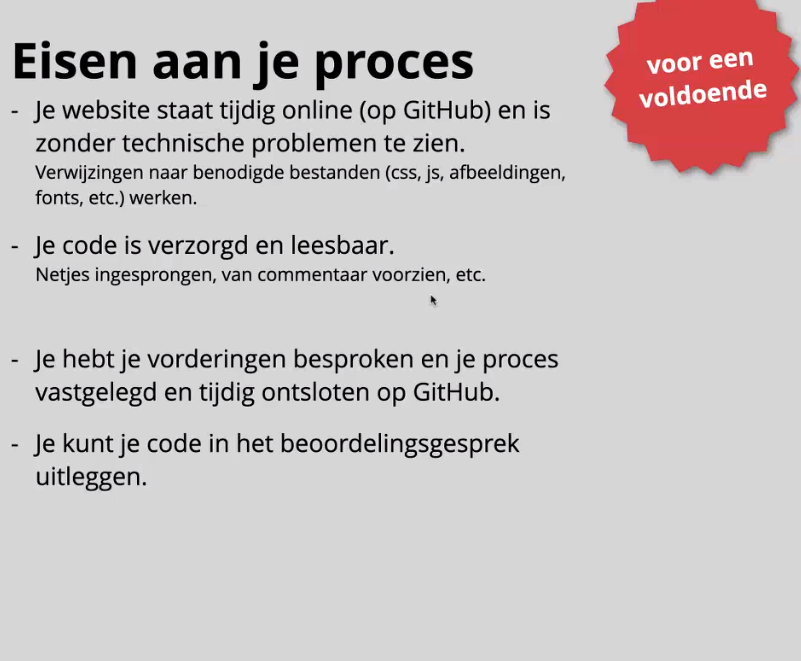 Eisen aan je proces
voor een
voldoende
- Je website staat tijdig online (op GitHub) en is
zonder technische problemen te zien.
Verwijzingen naar benodigde bestanden (css, js, afbeeldingen,
fonts, etc.) werken.
- Je code is verzorgd en leesbaar.
Netjes ingesprongen, van commentaar voorzien, etc.
- Je hebt je vorderingen besproken en je proces
vastgelegd en tijdig ontsloten op GitHub.
- Je kunt je code in het beoordelingsgesprek
uitleggen.